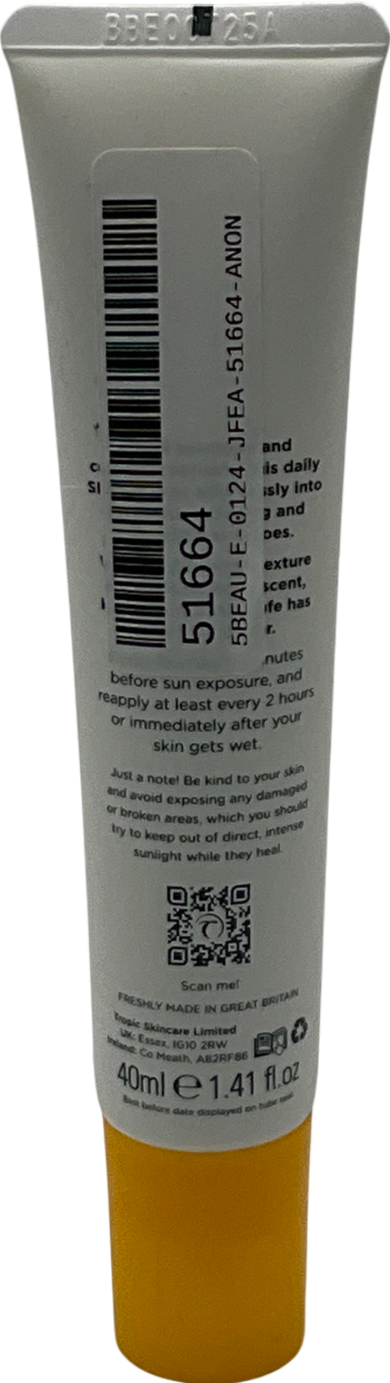 BBEOCT25A
51664
5BEAU-E-0124-JFEA-51664-ANON
and
is daily
ssly into
and
bes.
exture
scent,
fe has
r.
nutes
before sun exposure, and
reapply at least every 2 hours
or immediately after your
skin gets wet.
Just a note! Be kind to your skin
and avoid exposing any damaged
or broken areas, which you should
try to keep out of direct, intense
sunlight while they heal.
Scan me!
FRESHLY MADE IN GREAT BRITAIN
Tropic Skincare Limited
UK: Essex, IG10 2RW
Ireland: Co Meath, A82RF86
40ml e 1.41 fl.oz
Best before date displayed on tube seal